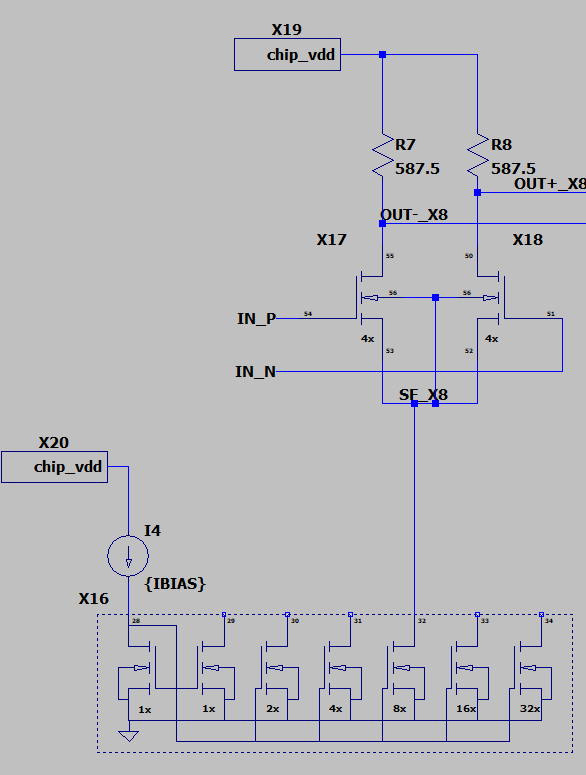 X19
chip_vdd
R7
587.5
R8
587.5
OUT+_X8
OUT-_X8
X17
X18
55
50
56
56
IN_P
54
51
4x
4x
53
52
IN_N
SE_X8
X20
chip_vdd
I4
{IBIAS}
X16
28
29
30
31
32
33
34
1x
1x
2x
4x
8x
16x
32x